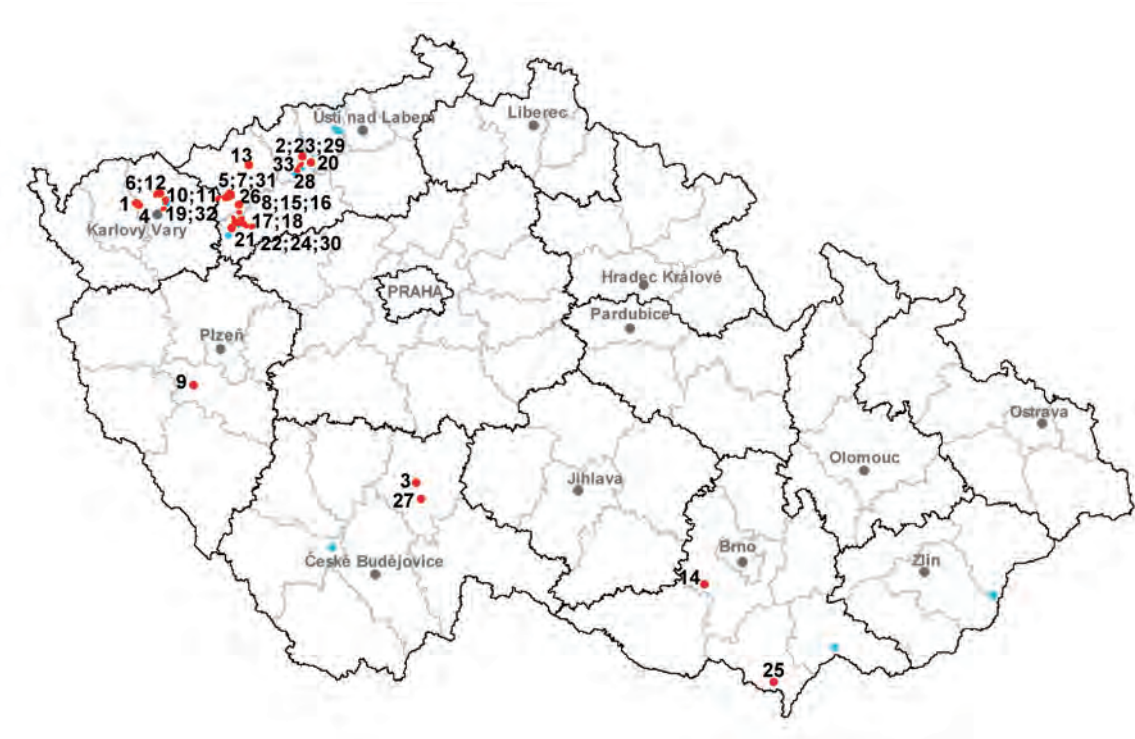 Liberec
Ústí nad Labem
2;23;29
13
33
20
28
5;7;31
6;12
10;11
26
8;15;16
1
4
19;32
17;18
Karlovy Vary
21
22;24;30
Hradec Králové
PRAHA
Pardubice
Plzeň
9
Ostrava
Olomouc
3
Jihlava
27
Brno
České Budějovice
Zlín
14
25